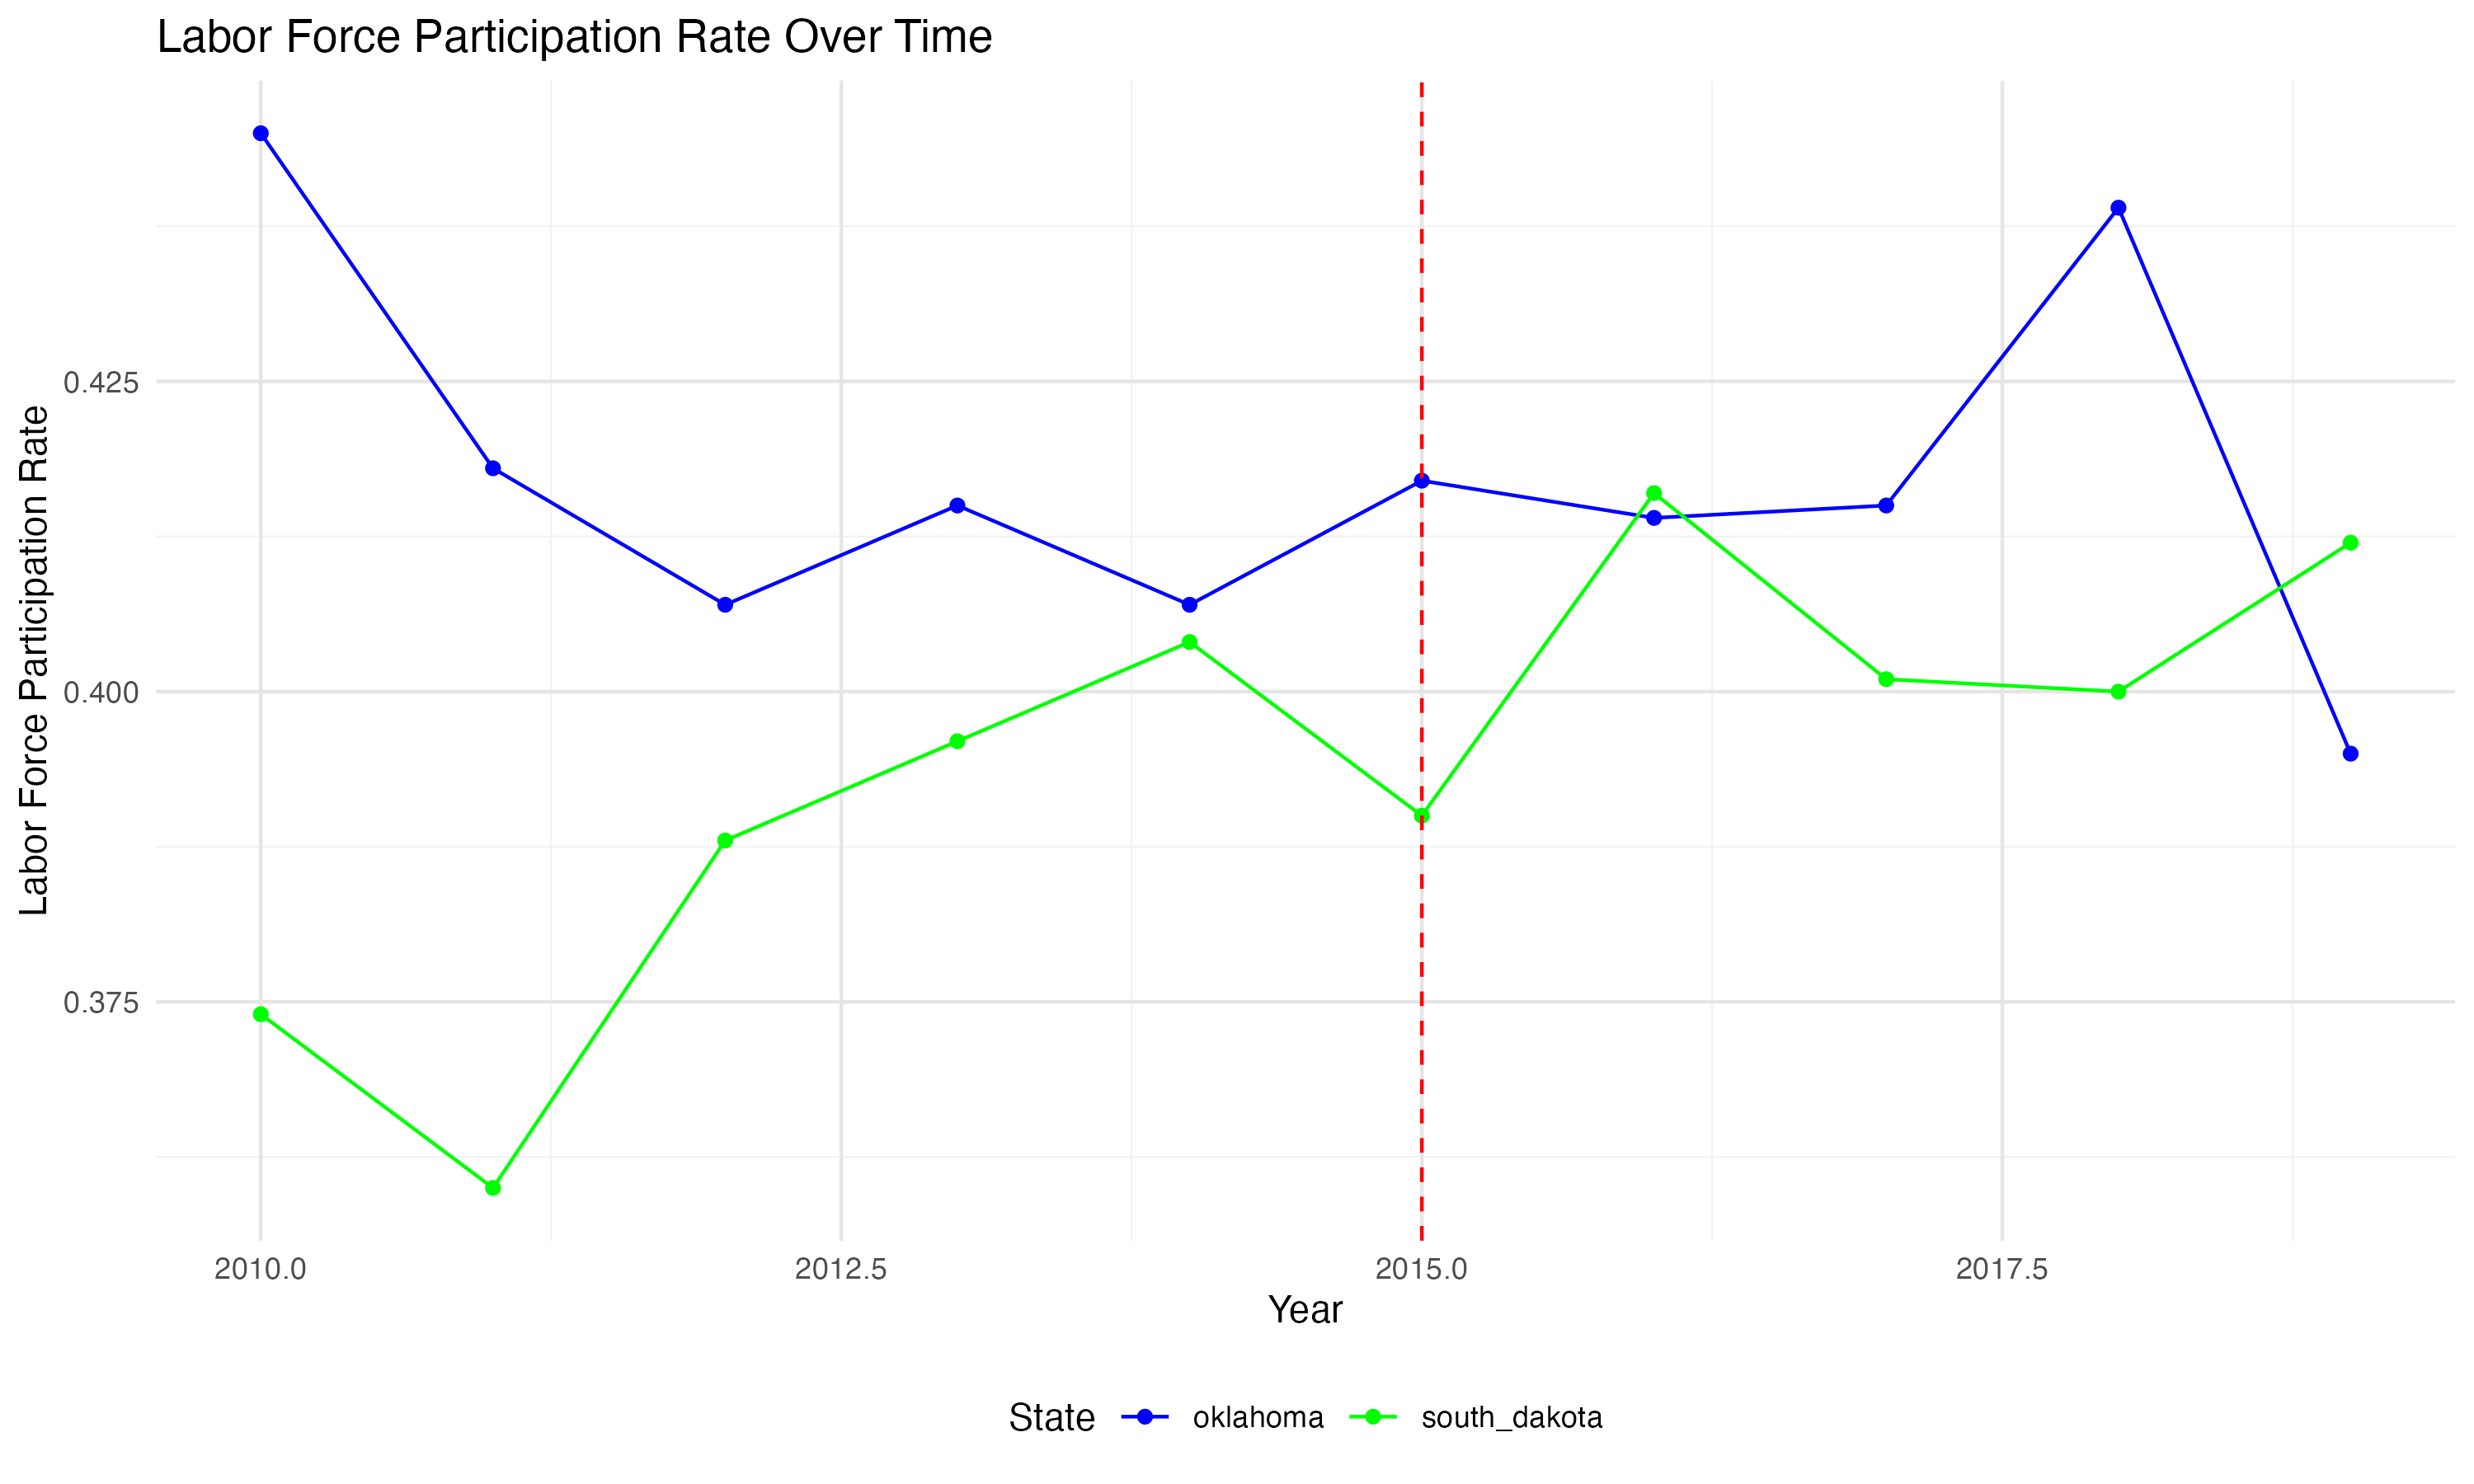 Labor Force Participation Rate Over Time
Labor Force Participation Rate
0.425
0.400
0.375
2010.0 2012.5 2015.0 2017.5
Year
State oklahoma south_dakota